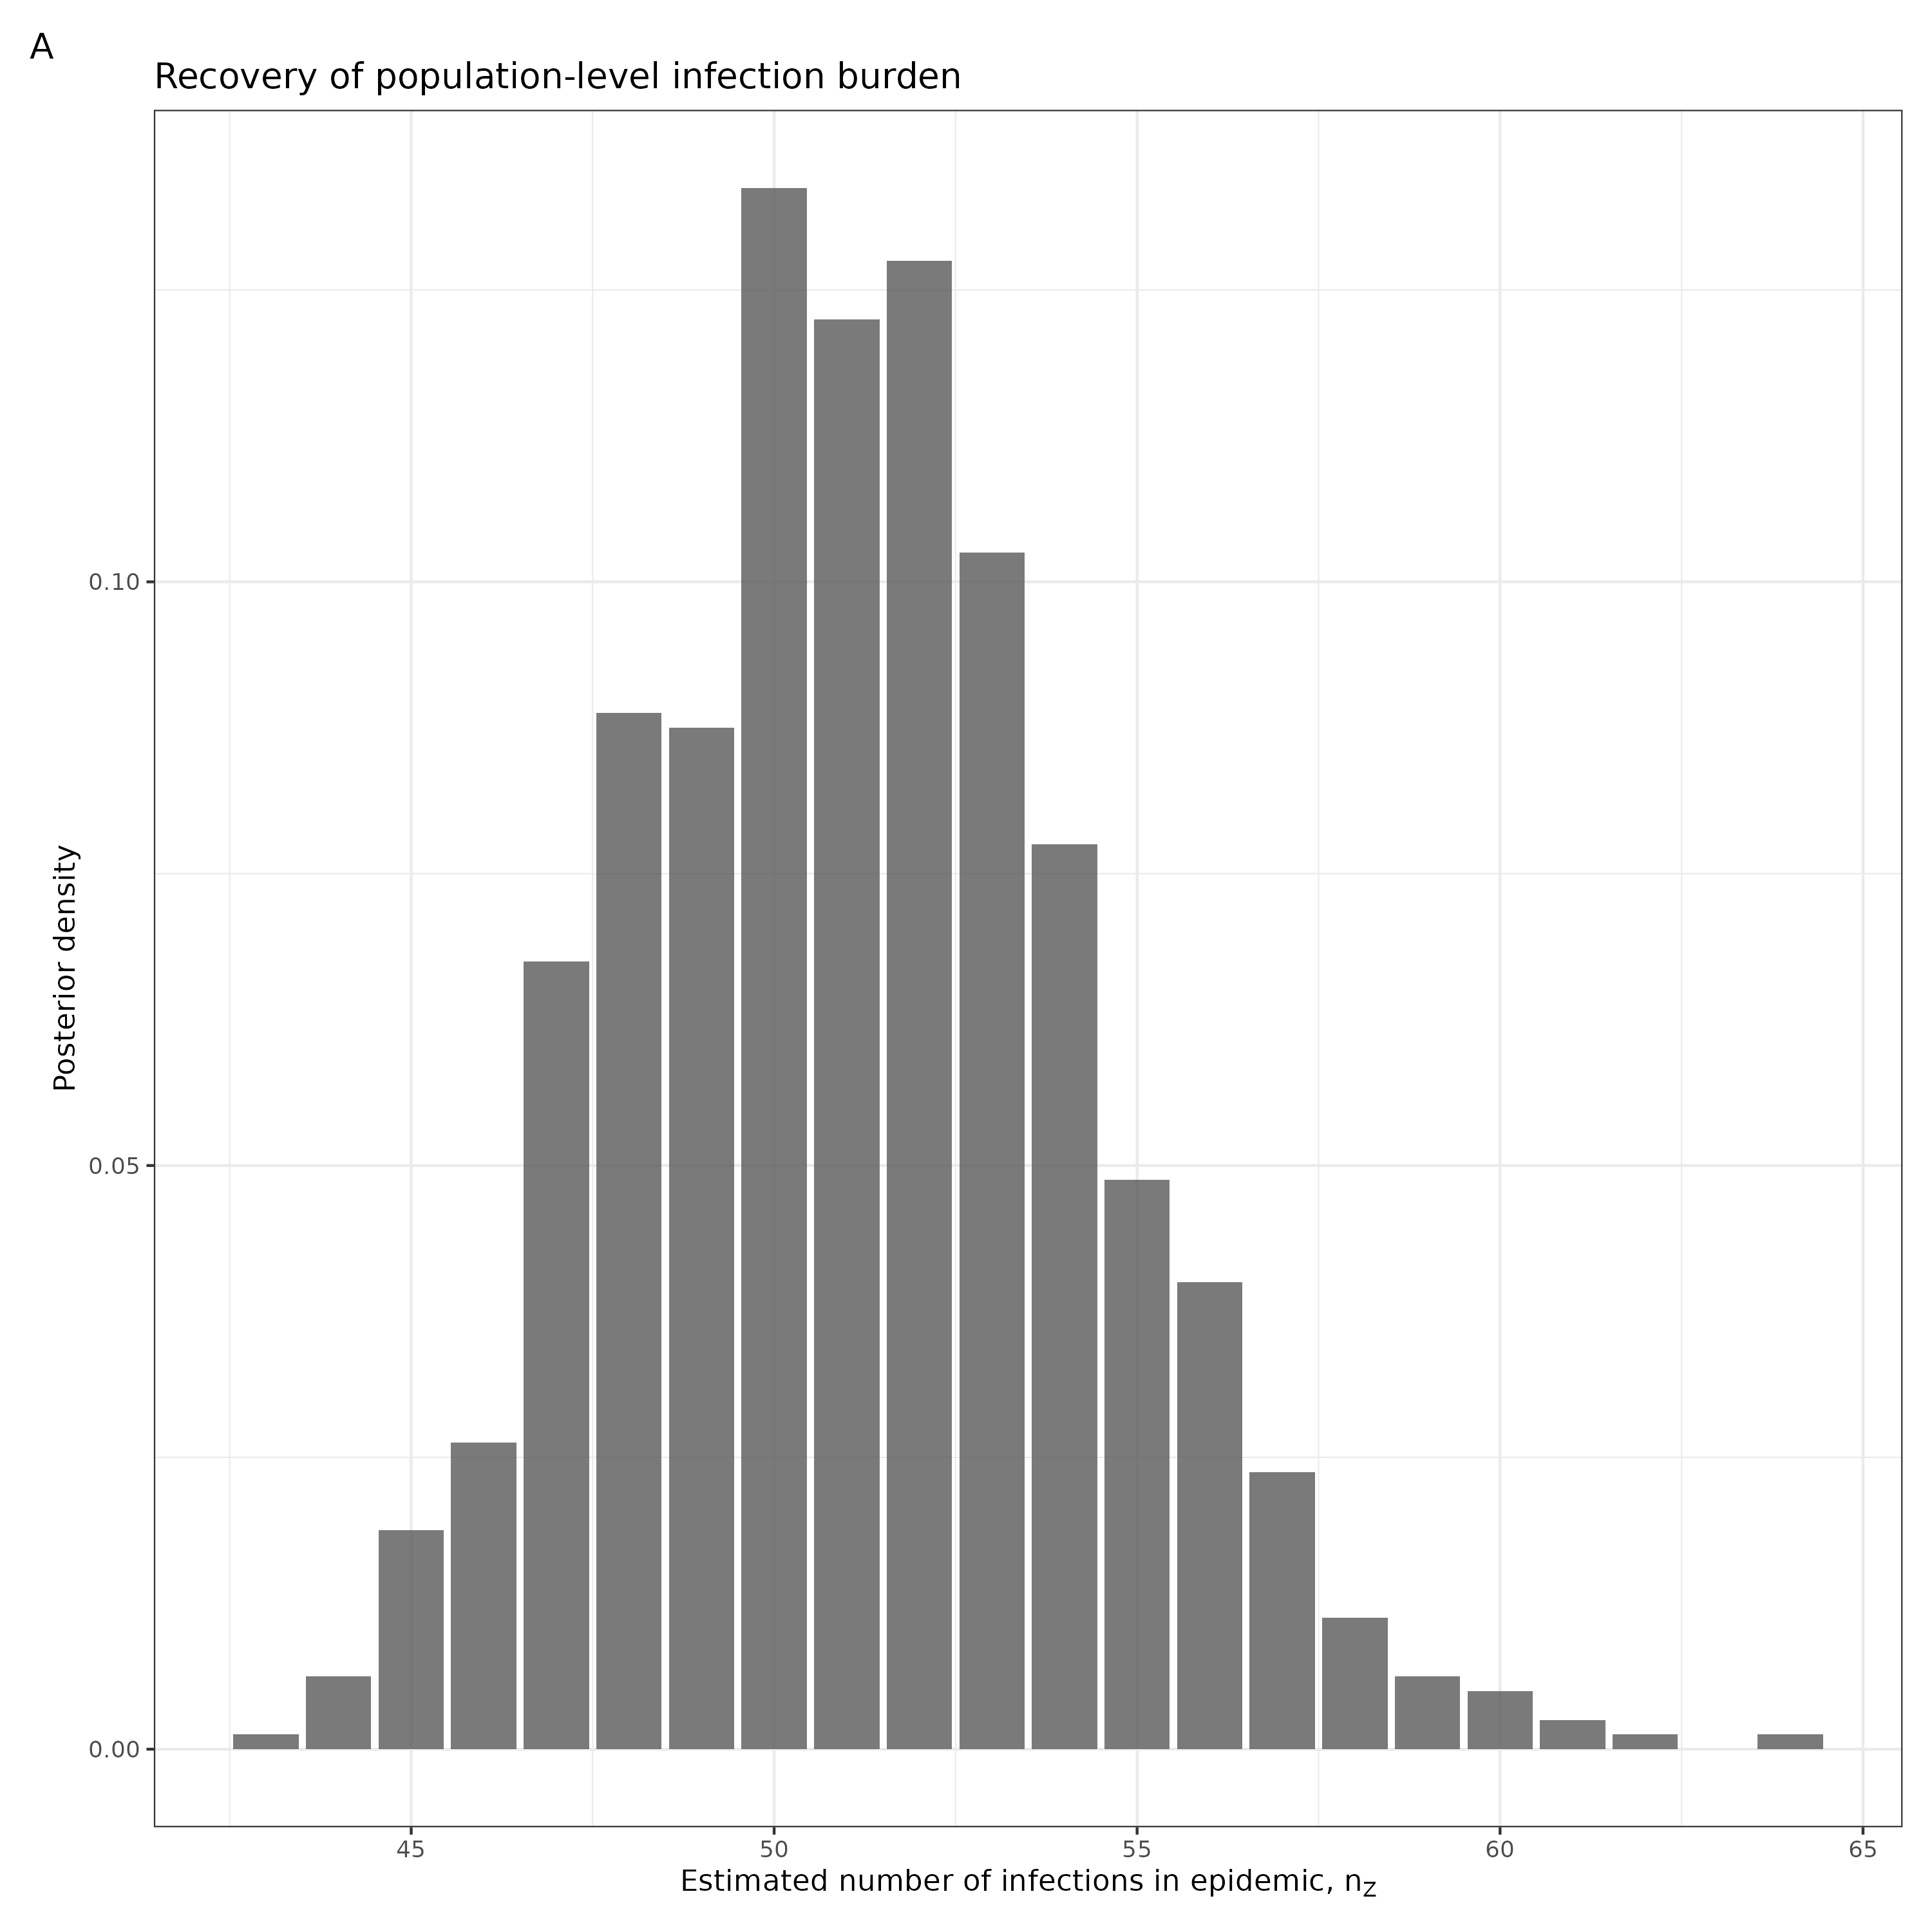 A
Recovery of population-level infection burden
Posterior density
0.10
0.05
0.00
45 50 55 60 65
Estimated number of infections in epidemic, n_Z